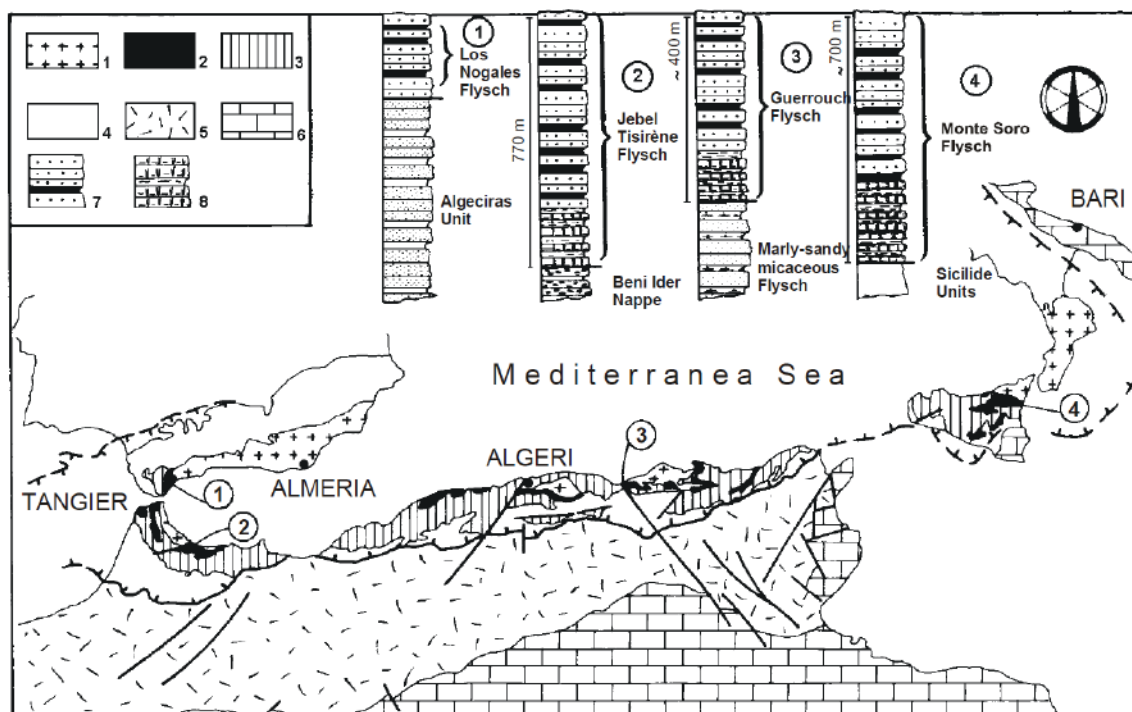 1
2
3
4
5
6
7
8
1
Los
Nogales
Flysch
Algeciras
Unit
770 m
2
Jebel
Tisirène
Flysch
Beni Ider
Nappe
~ 400 m
3
Guerrouch
Flysch
Marly-sandy
micaceous
Flysch
~ 700 m
4
Monte Soro
Flysch
Sicilide
Units
BARI
Mediterranea Sea
4
3
ALGERI
TANGIER
1
ALMERIA
2